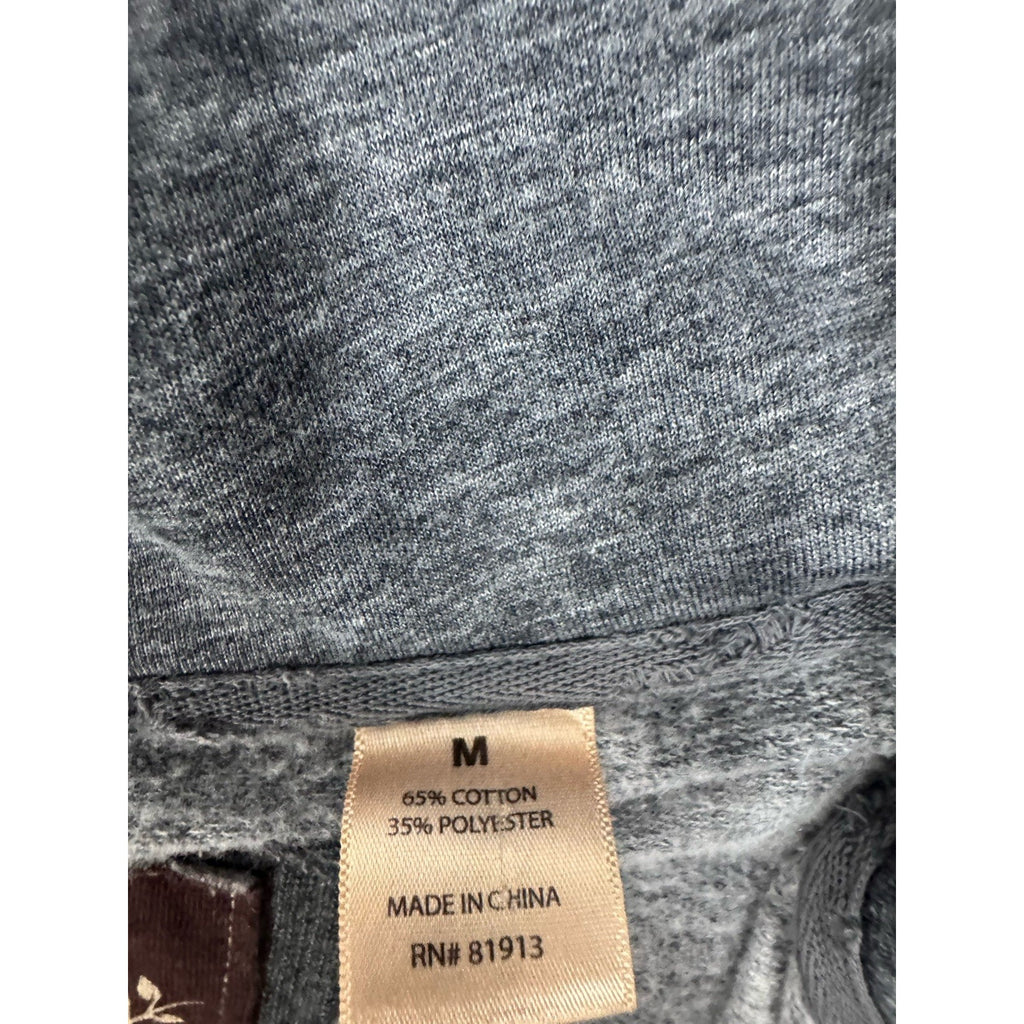 M
65% COTTON
35% POLYESTER
MADE IN CHINA
RN# 81913